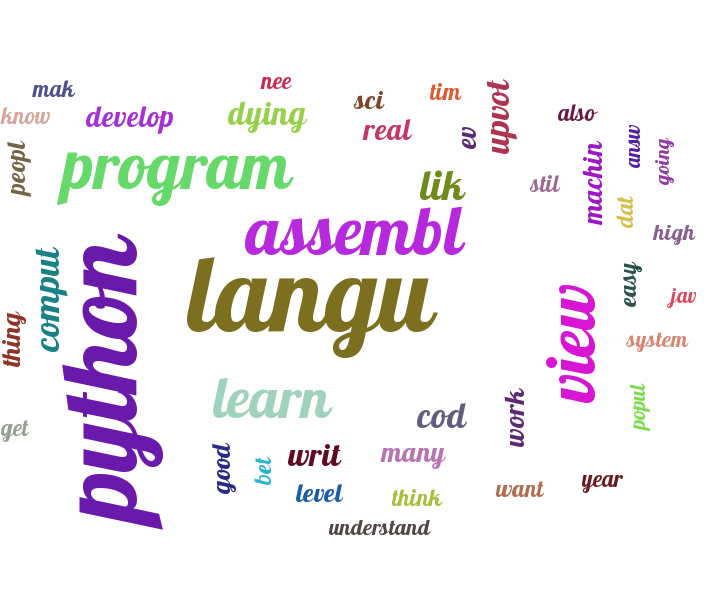 nee
mak
tim
sci
upvot
know
develop
dying
also
real
ev
answ
going
peopl
program
machin
lik
stil
dat
assembl
high
python
comput
langu
view
easy
jaw
thing
system
learn
popul
cod
work
get
good
bet
writ
many
level
think
want
year
understand